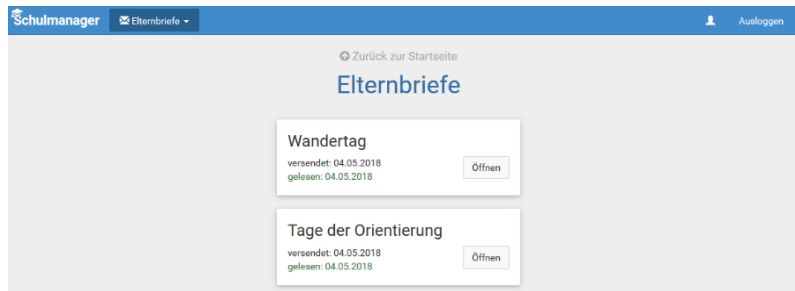 Schulmanager Elternbriefe Ausloggen
Zurück zur Startseite
Elternbriefe
Wandertag
versendet: 04.05.2018
gelesen: 04.05.2018
Öffnen
Tage der Orientierung
versendet: 04.05.2018
gelesen: 04.05.2018
Öffnen